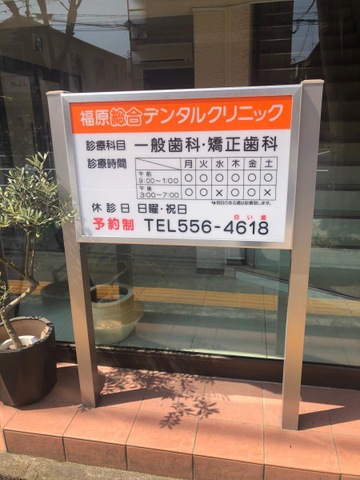 福原総合デンタルクリニック
診療科目 一般歯科・矯正歯科
診療時間 月 火 水 木 金 土
午前 9:00〜1:00 ○ ○ ○ ○ ○ ○
午後 3:00〜7:00 ○ ○ × ○ ○ ×
休診日 日曜・祝日
白い歯
予約制 TEL556-4618